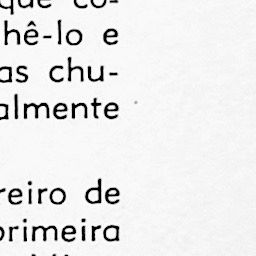 que co-
hê-lo e
as chu-
almente
reiro de
primeira